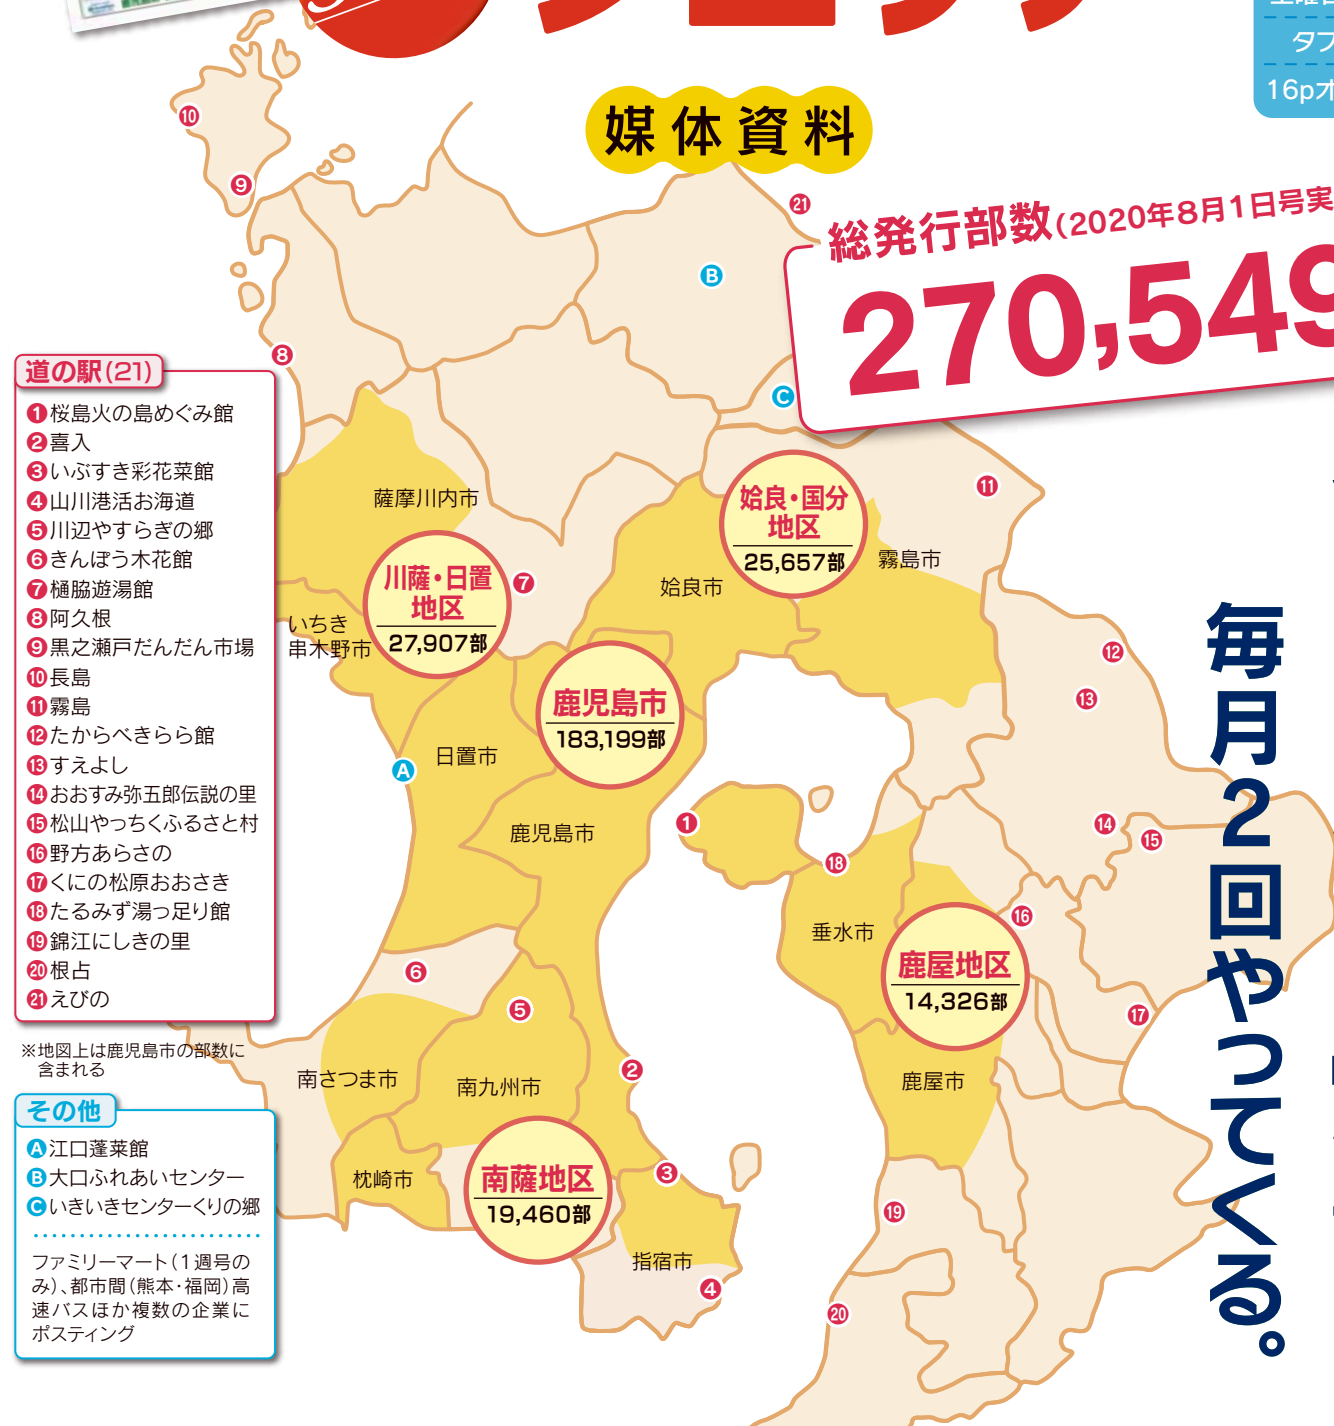 媒体資料
総発行部数(2020年8月1日号実
270,549
タブ
16p
道の駅(21)
❶桜島火の島めぐみ館
❷喜入
❸いぶすき彩花菜館
❹山川港活お海道
❺川辺やすらぎの郷
❻きんぽう木花館
❼樋脇遊湯館
❽阿久根
❾黒之瀬戸だんだん市場
❿長島
⓫霧島
⓬たからべきらら館
⓭すえよし
⓮おおすみ弥五郎伝説の里
⓯松山やっちくふるさと村
⓰野方あらさの
⓱くにの松原おおさき
⓲たるみず湯っ足り館
⓳錦江にしきの里
⓴根占
㉑えびの
※地図上は鹿児島市の部数に
含まれる
その他
Ⓐ江口蓬莱館
Ⓑ大口ふれあいセンター
Ⓒいきいきセンターくりの郷
ファミリーマート(1週号の
み)、都市間(熊本・福岡)高
速バスほか複数の企業に
ポスティング
❿
❾
㉑
Ⓑ
❽
Ⓒ
薩摩川内市
姶良・国分
地区
25,657部
⓫
霧島市
川薩・日置
地区
27,907部
❼
姶良市
いちき
串木野市
⓬
⓭
鹿児島市
183,199部
日置市
Ⓐ
鹿児島市
❶
⓮
⓯
⓲
垂水市
⓰
鹿屋地区
14,326部
❻
❺
⓱
❷
南さつま市
南九州市
鹿屋市
枕崎市
南薩地区
19,460部
❸
⓳
指宿市
❹
⓴
毎月2回やってくる。